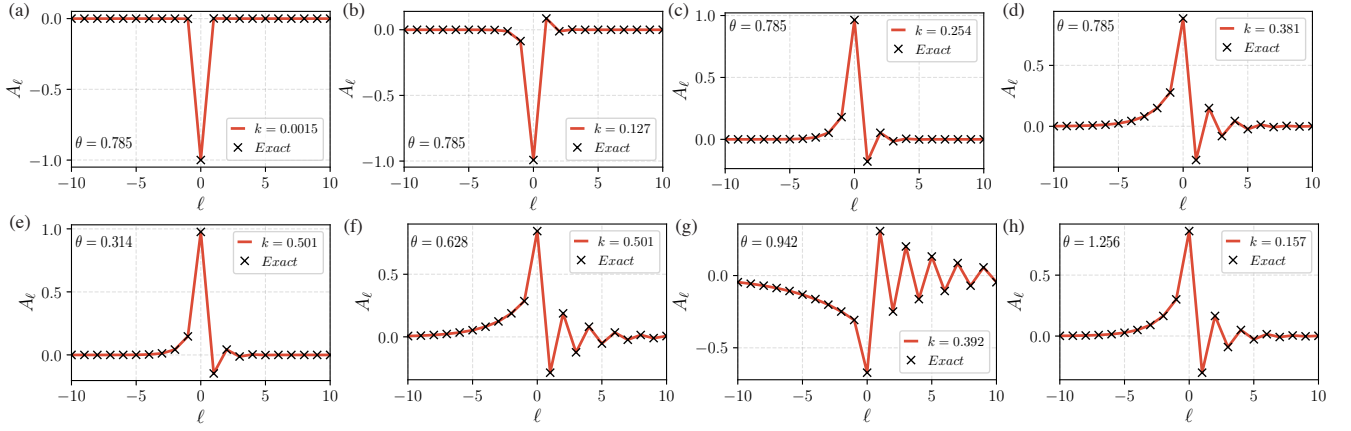 (a)
0.0
−0.5
−1.0
A_ℓ
θ = 0.785
k = 0.0015
Exact
−10
−5
0
5
10
ℓ
(b)
0.0
−0.5
−1.0
A_ℓ
θ = 0.785
k = 0.127
Exact
−10
−5
0
5
10
ℓ
(c)
1.0
0.5
0.0
A_ℓ
θ = 0.785
k = 0.254
Exact
−10
−5
0
5
10
ℓ
(d)
0.5
0.0
A_ℓ
θ = 0.785
k = 0.381
Exact
−10
−5
0
5
10
ℓ
(e)
1.0
0.5
0.0
A_ℓ
θ = 0.314
k = 0.501
Exact
−10
−5
0
5
10
ℓ
(f)
0.5
0.0
A_ℓ
θ = 0.628
k = 0.501
Exact
−10
−5
0
5
10
ℓ
(g)
0.0
−0.5
A_ℓ
θ = 0.942
k = 0.392
Exact
−10
−5
0
5
10
ℓ
(h)
0.5
0.0
A_ℓ
θ = 1.256
k = 0.157
Exact
−10
−5
0
5
10
ℓ